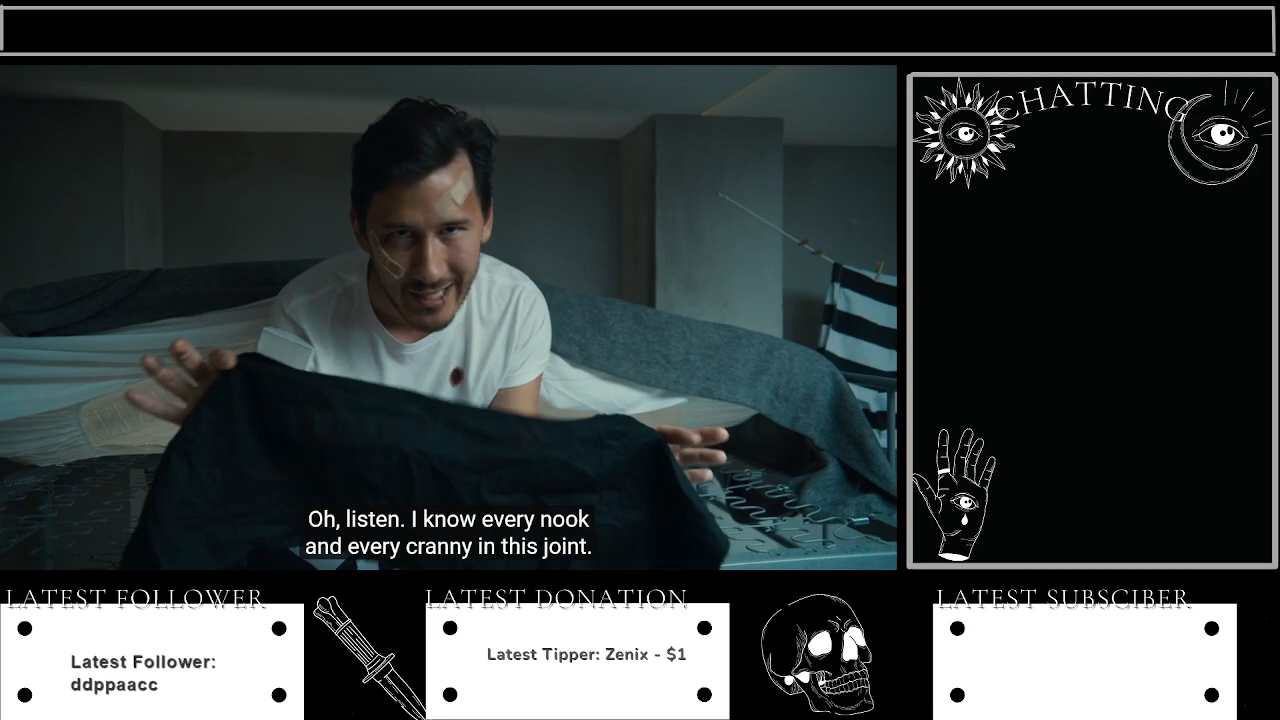 CHATTING
Oh, listen. I know every nook
and every cranny in this joint.
LATEST FOLLOWER
Latest Follower:
ddppaacc
LATEST DONATION
Latest Tipper: Zenix - $1
LATEST SUBSCIBER